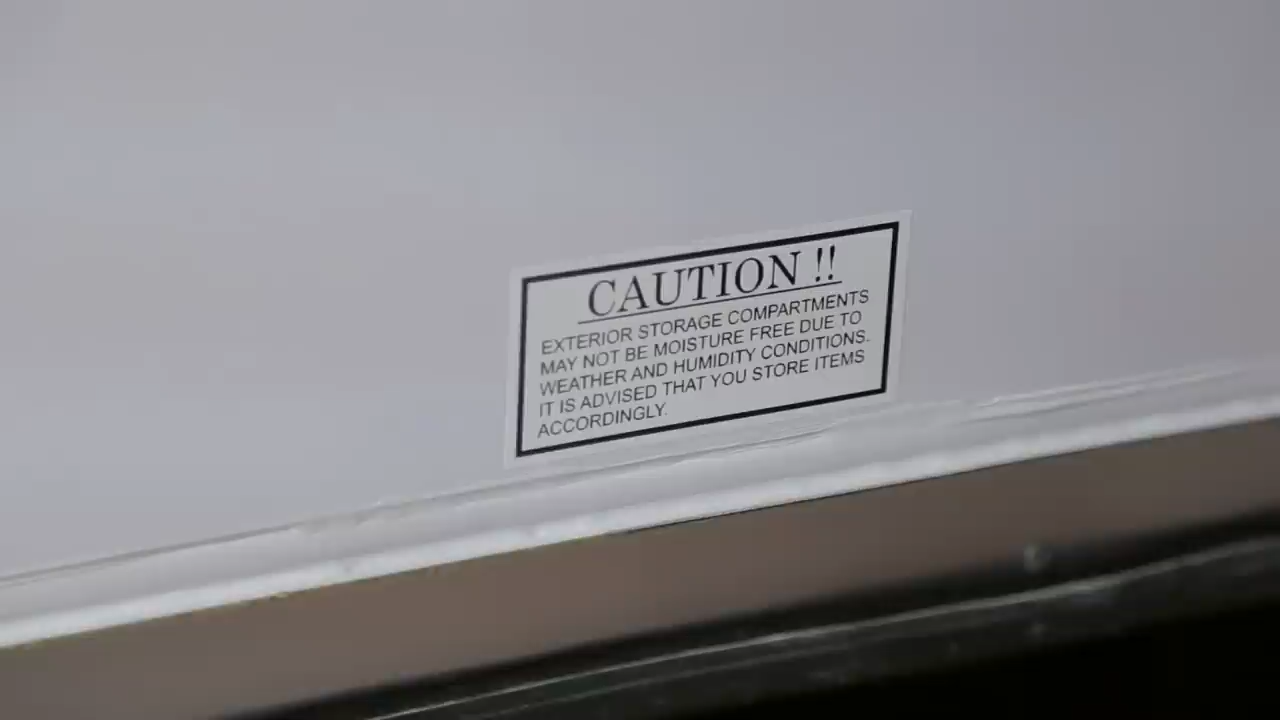 CAUTION !!
EXTERIOR STORAGE COMPARTMENTS
MAY NOT BE MOISTURE FREE DUE TO
WEATHER AND HUMIDITY CONDITIONS.
IT IS ADVISED THAT YOU STORE ITEMS
ACCORDINGLY.